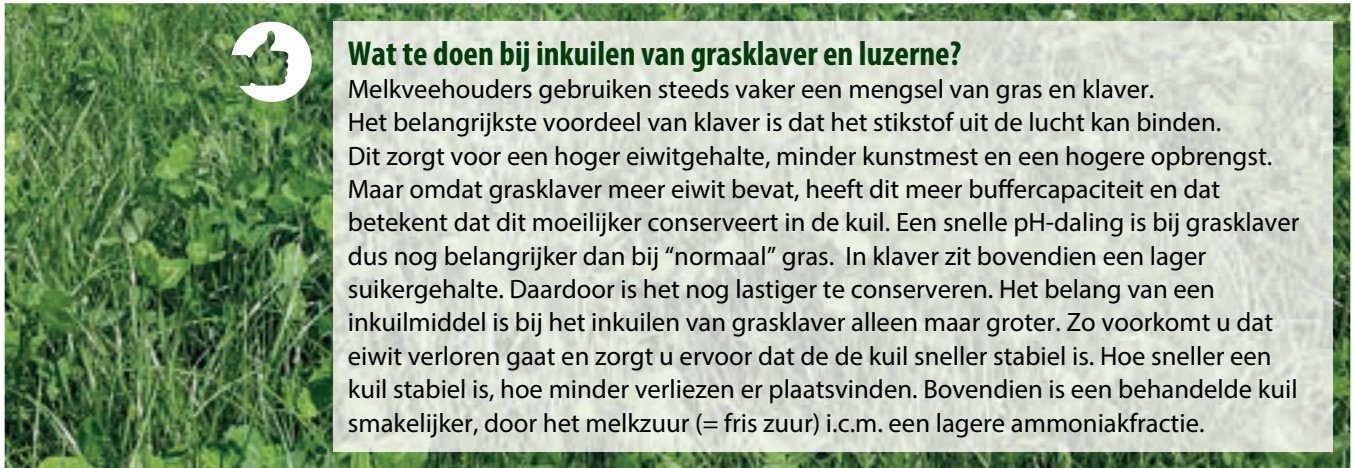 Wat te doen bij inkuilen van grasklaver en luzerne?
Melkveehouders gebruiken steeds vaker een mengsel van gras en klaver.
Het belangrijkste voordeel van klaver is dat het stikstof uit de lucht kan binden.
Dit zorgt voor een hoger eiwitgehalte, minder kunstmest en een hogere opbrengst.
Maar omdat grasklaver meer eiwit bevat, heeft dit meer buffercapaciteit en dat
betekent dat dit moeilijker conserveert in de kuil. Een snelle pH-daling is bij grasklaver
dus nog belangrijker dan bij “normaal” gras. In klaver zit bovendien een lager
suikergehalte. Daardoor is het nog lastiger te conserveren. Het belang van een
inkuilmiddel is bij het inkuilen van grasklaver alleen maar groter. Zo voorkomt u dat
eiwit verloren gaat en zorgt u ervoor dat de de kuil sneller stabiel is. Hoe sneller een
kuil stabiel is, hoe minder verliezen er plaatsvinden. Bovendien is een behandelde kuil
smakelijker, door het melkzuur (= fris zuur) i.c.m. een lagere ammoniakfractie.